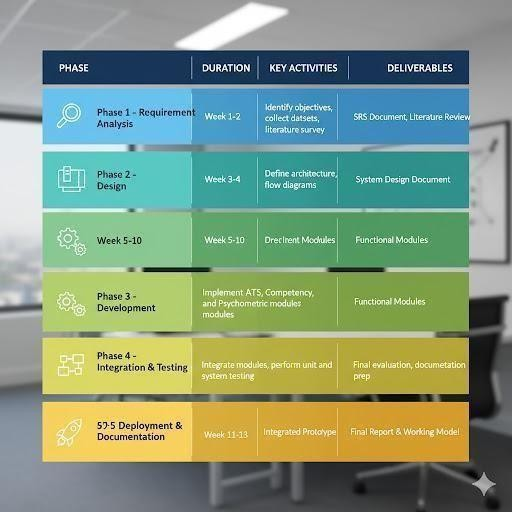 PHASE DURATION KEY ACTIVITIES DELIVERABLES
Phase 1 - Requirement
Analysis
Week 1-2
Identify objectives,
collect datsets,
literature survey
SRS Document, Literature Review
Phase 2 -
Design
Week 3-4
Define architecture,
flow diagrams
System Design Document
Week 5-10
Week 5-10
Modules
Functional Modules
Phase 3 -
Development
Implement ATS, Competency,
and Psychometric modules
modules
Functional Modules
Phase 4 -
Integration & Testing
Integrate modules, perform unit and
system testing
Final evaluation, documetation
prep
Deployment &
Documentation
Week 11-13
Integrated Prototype
Final Report & Working Model